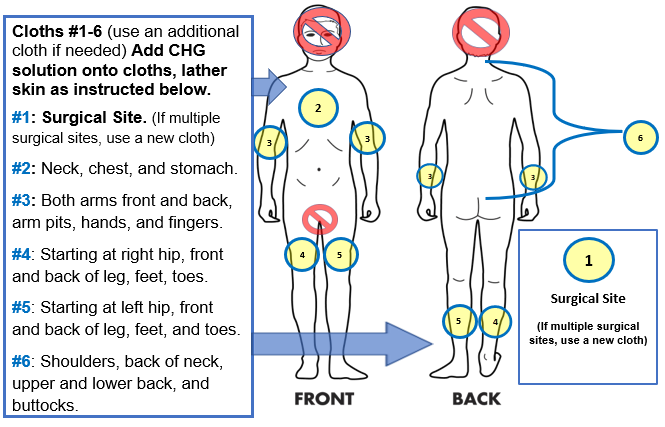 Cloths #1-6 (use an additional
cloth if needed) Add CHG
solution onto cloths, lather
skin as instructed below.
#1: Surgical Site. (If multiple
surgical sites, use a new cloth)
#2: Neck, chest, and stomach.
#3: Both arms front and back,
arm pits, hands, and fingers.
#4: Starting at right hip, front
and back of leg, feet, toes.
#5: Starting at left hip, front
and back of leg, feet, and toes.
#6: Shoulders, back of neck,
upper and lower back, and
buttocks.
2
3
3
4
5
FRONT
3
3
5
4
BACK
6
1
Surgical Site
(If multiple surgical
sites, use a new cloth)